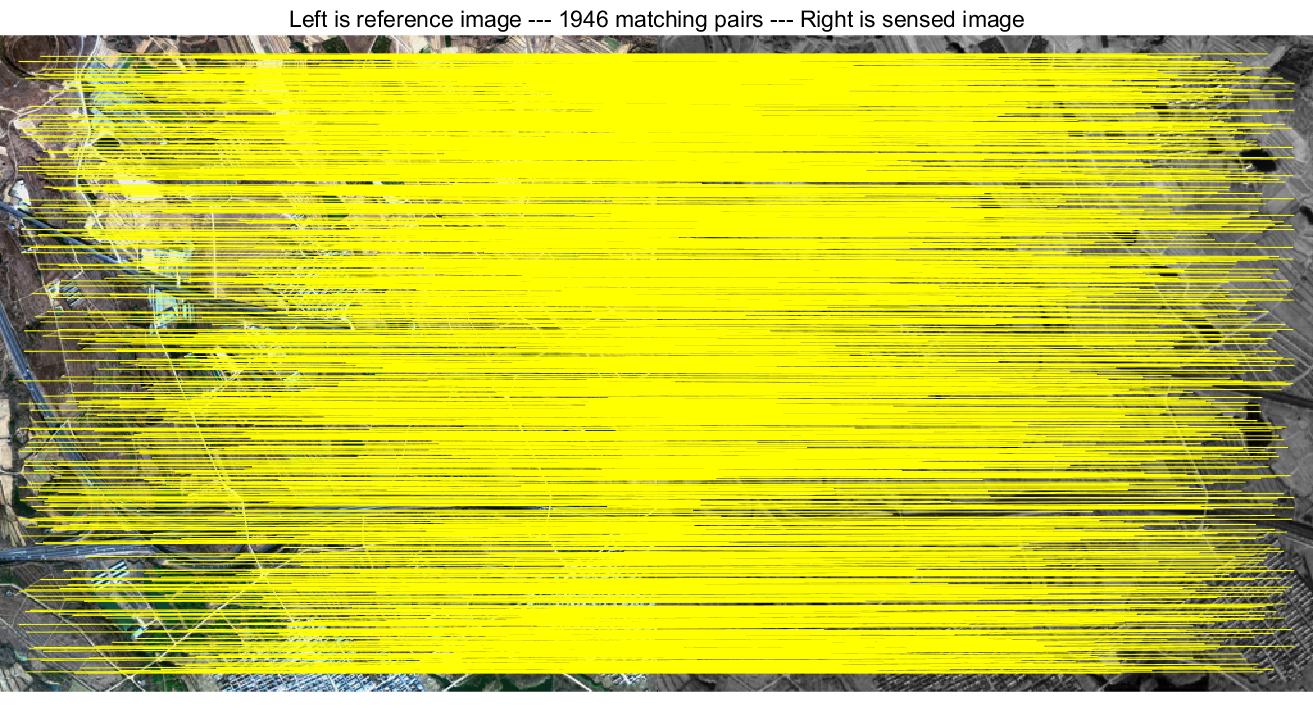 Left is reference image --- 1946 matching pairs --- Right is sensed image